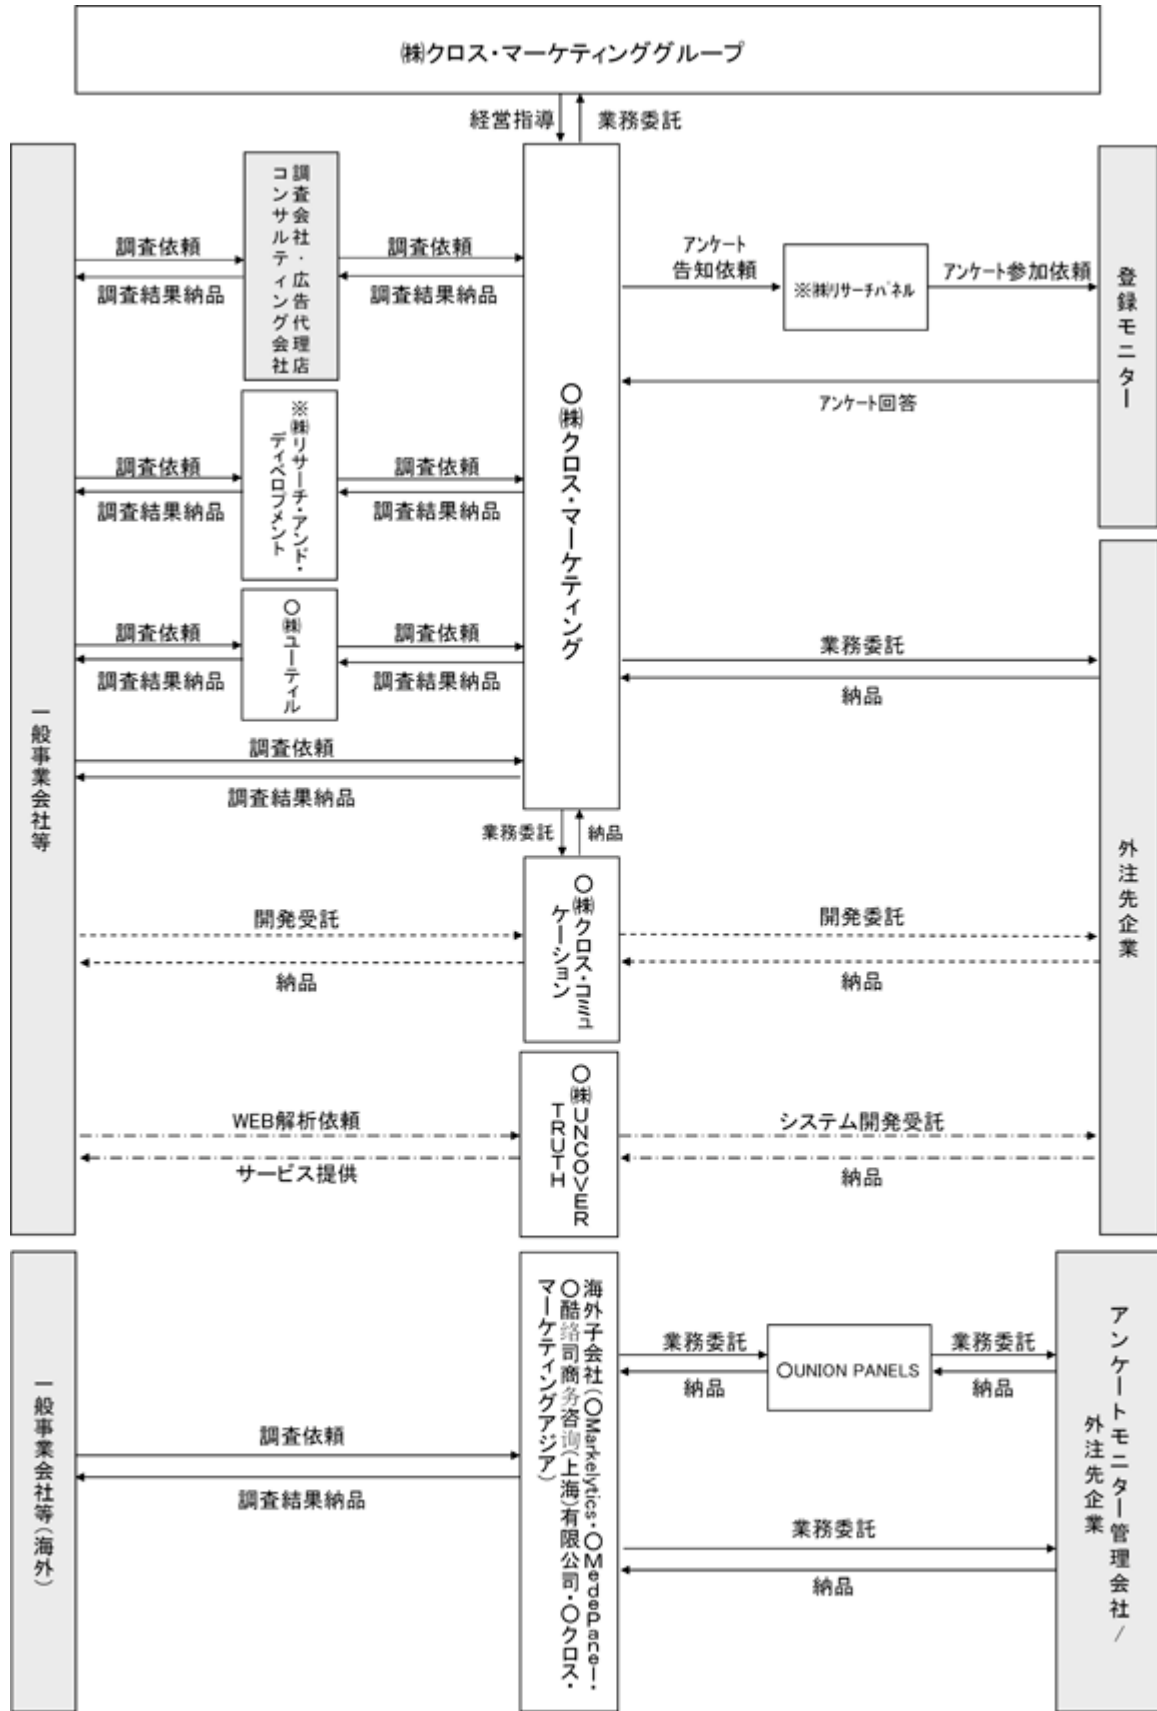 ㈱クロス・マーケティンググループ
経営指導
業務委託
一般事業会社等
調査依頼
調査結果納品
調査会社・広告代理店
コンサルティング会社
調査依頼
調査結果納品
調査依頼
調査結果納品
※㈱リサーチ・アンド・
ディベロプメント
調査依頼
調査結果納品
調査依頼
調査結果納品
〇㈱ユーティル
調査依頼
調査結果納品
調査依頼
調査結果納品
〇㈱クロス・マーケティング
アンケート
告知依頼
※㈱リサーチパネル
アンケート参加依頼
アンケート回答
登録モニター
業務委託
納品
外注先企業
業務委託
納品
開発受託
納品
〇㈱クロス・コミュニ
ケーション
開発委託
納品
WEB解析依頼
サービス提供
〇㈱UNCOVER
TRUTH
システム開発受託
納品
一般事業会社等(海外)
調査依頼
調査結果納品
海外子会社(〇Markelytics・〇MedePanel・
〇酷络司商务咨询(上海)有限公司・〇クロス・
マーケティングアジア)
業務委託
納品
〇UNION PANELS
業務委託
納品
業務委託
納品
アンケートモニター管理会社/
外注先企業